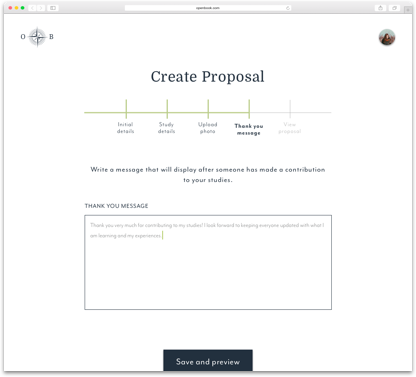 openbook.com
O B
Create Proposal
Initial details
Study details
Upload photo
Thank you message
View proposal
Write a message that will display after someone has made a contribution
to your studies.
THANK YOU MESSAGE
Thank you very much for contributing to my studies! I look forward to keeping everyone updated with what I
am learning and my experiences.
Save and preview